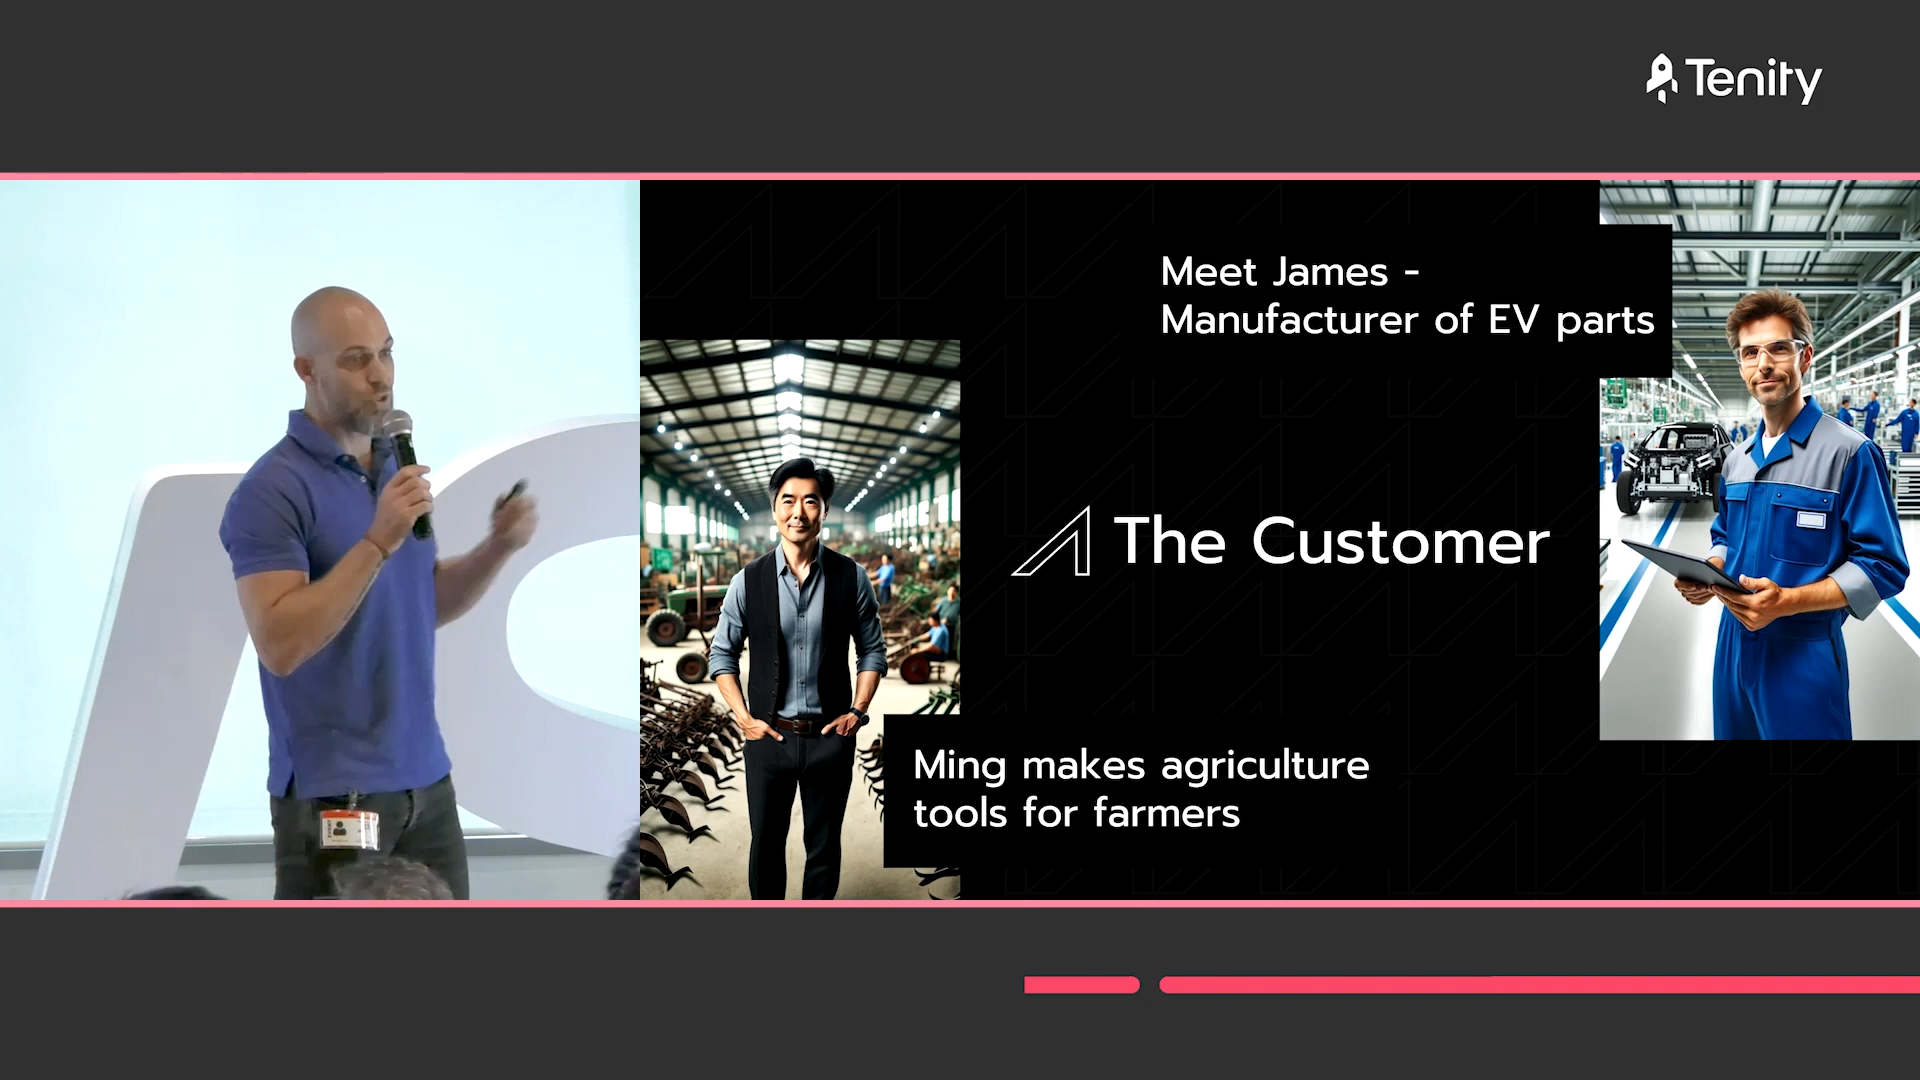 Tenity
Meet James -
Manufacturer of EV parts
The Customer
Ming makes agriculture
tools for farmers